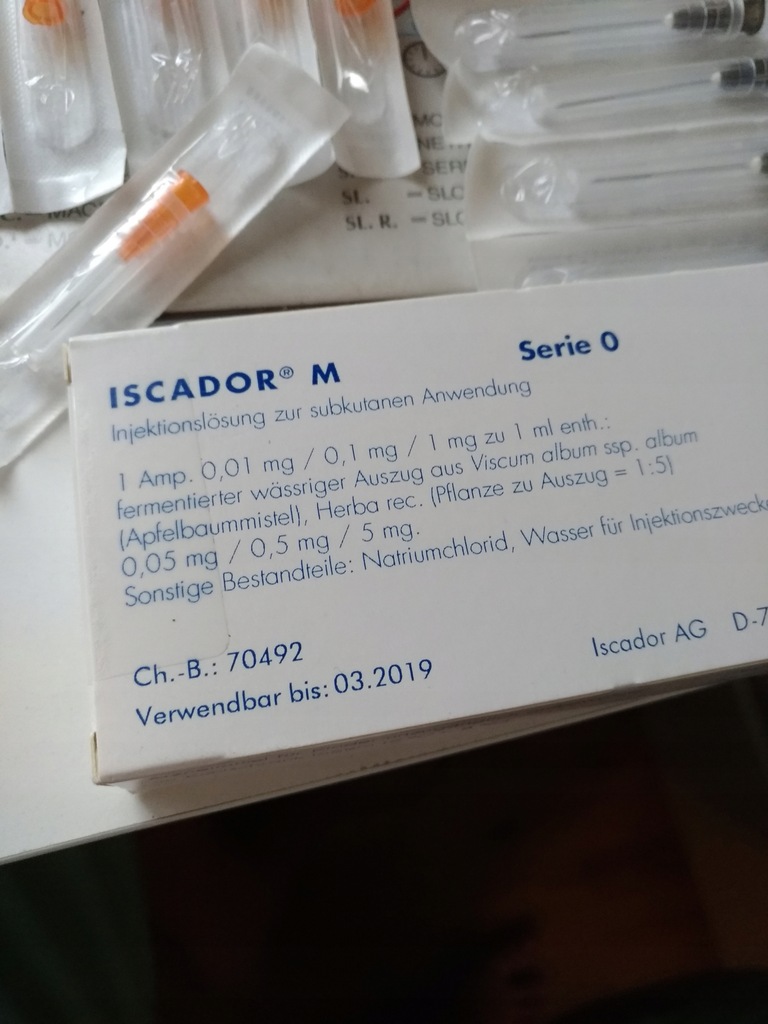 SL. – SLO
SL. R. – SLO
ISCADOR® M
Serie 0
Injektionslösung zur subkutanen Anwendung
1 Amp. 0,01 mg / 0,1 mg / 1 mg zu 1 ml enth.:
fermentierter wässriger Auszug aus Viscum album ssp. album
(Apfelbaummistel), Herba rec. (Pflanze zu Auszug = 1:5)
0,05 mg / 0,5 mg / 5 mg.
Sonstige Bestandteile: Natriumchlorid, Wasser für Injektionszwecke
Ch.-B.: 70492
Verwendbar bis: 03.2019
Iscador AG D-7